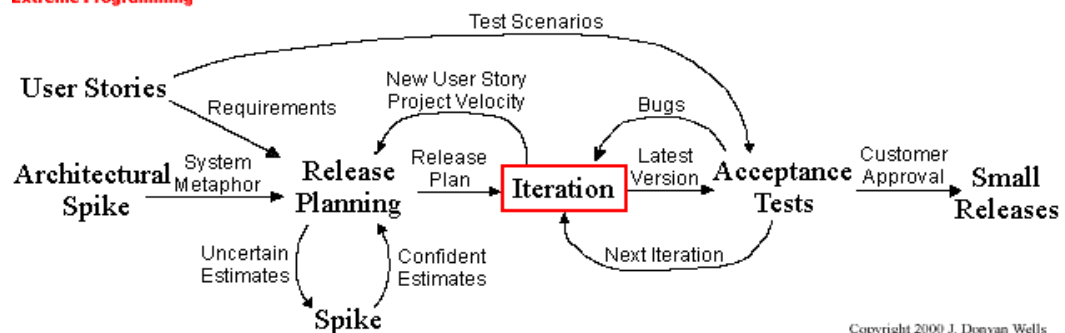 Extreme Programming
Test Scenarios
User Stories
New User Story
Project Velocity
Bugs
Requirements
Architectural
Spike
System
Metaphor
Release
Planning
Release
Plan
Iteration
Latest
Version
Acceptance
Tests
Customer
Approval
Small
Releases
Uncertain
Estimates
Confident
Estimates
Next Iteration
Spike
Copyright 2000 J. Donvan Wells